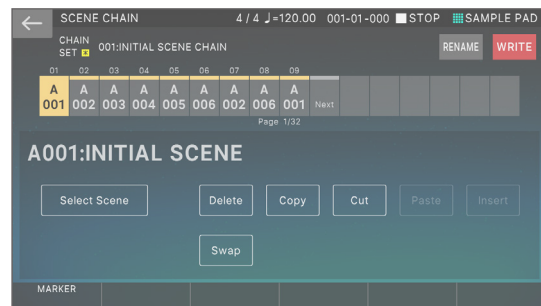 SCENE CHAIN 4 / 4 ♩=120.00 001-01-000 STOP SAMPLE PAD
CHAIN
SET x 001:INITIAL SCENE CHAIN RENAME WRITE
01 02 03 04 05 06 07 08 09
A A A A A A A A A
001 002 003 004 005 006 002 006 001 Next
Page 1/32
A001:INITIAL SCENE
Select Scene Delete Copy Cut Paste Insert
Swap
MARKER